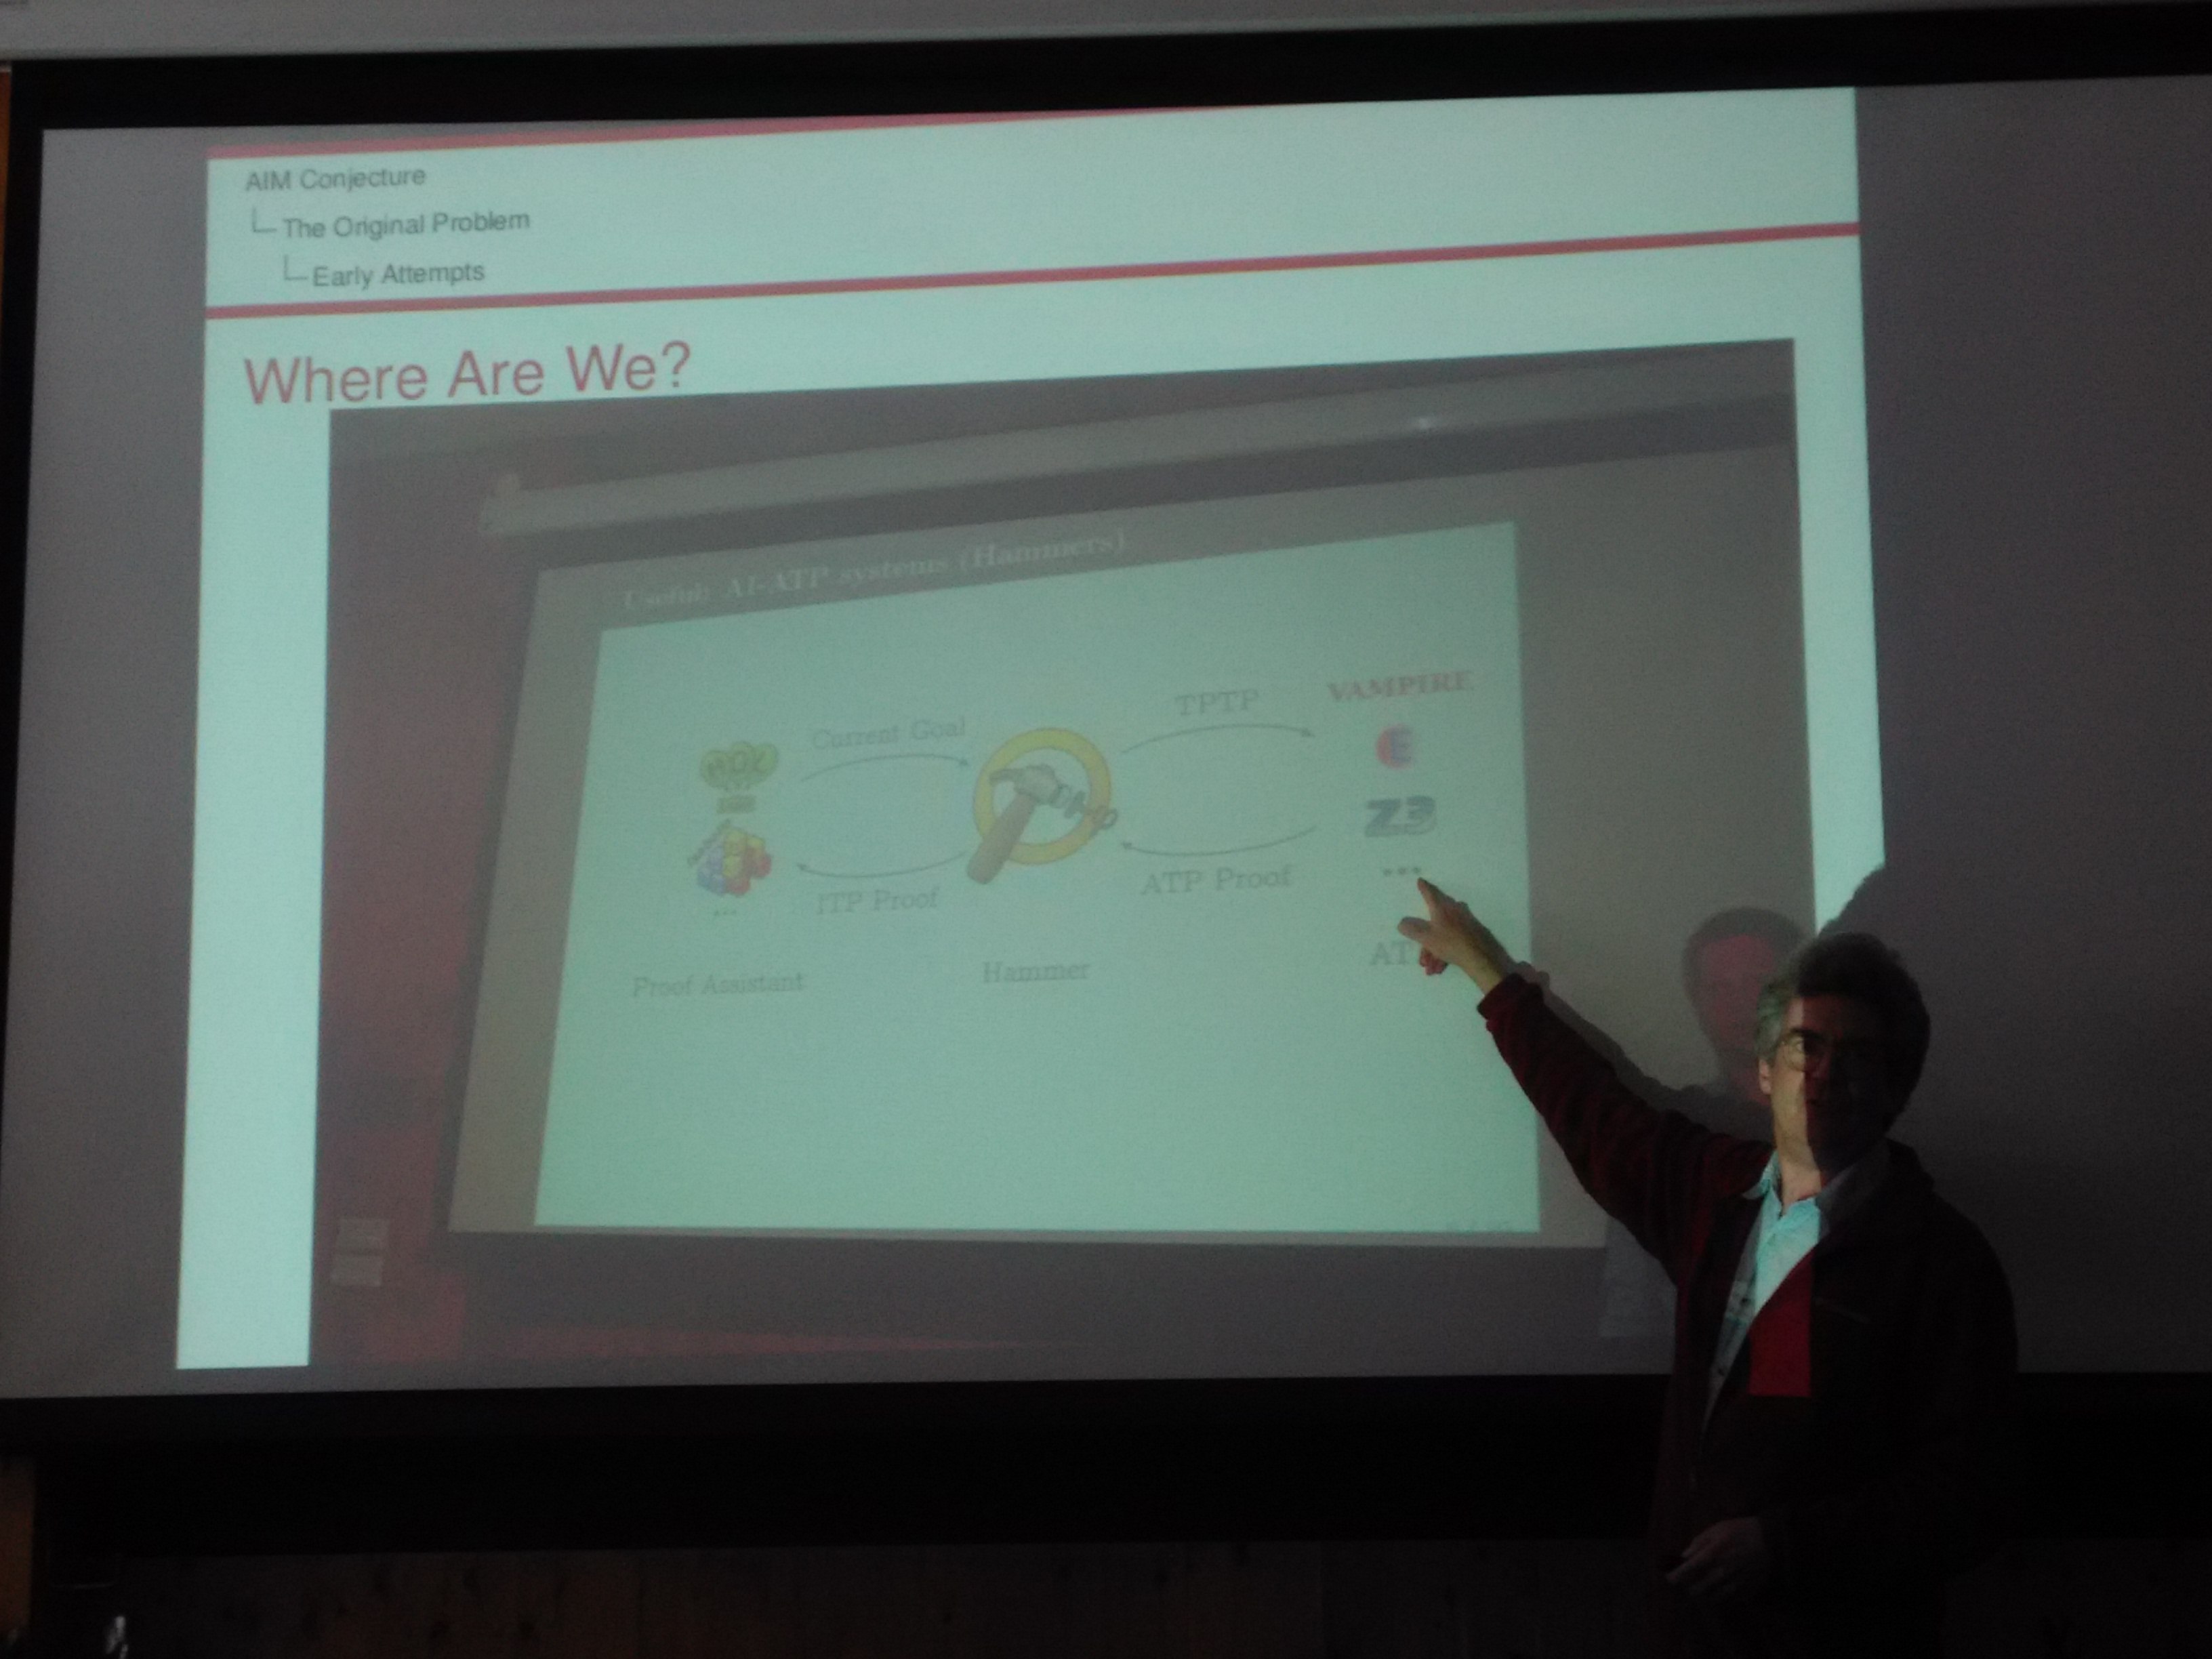 AIM Conjecture
The Original Problem
Early Attempts
Where Are We?
Useful: AI-ATP systems (Hammers)
Current Goal
TPTP
VAMPIRE
HOL
E
Z3
...
...
ITP Proof
ATP Proof
Proof Assistant
Hammer
AT